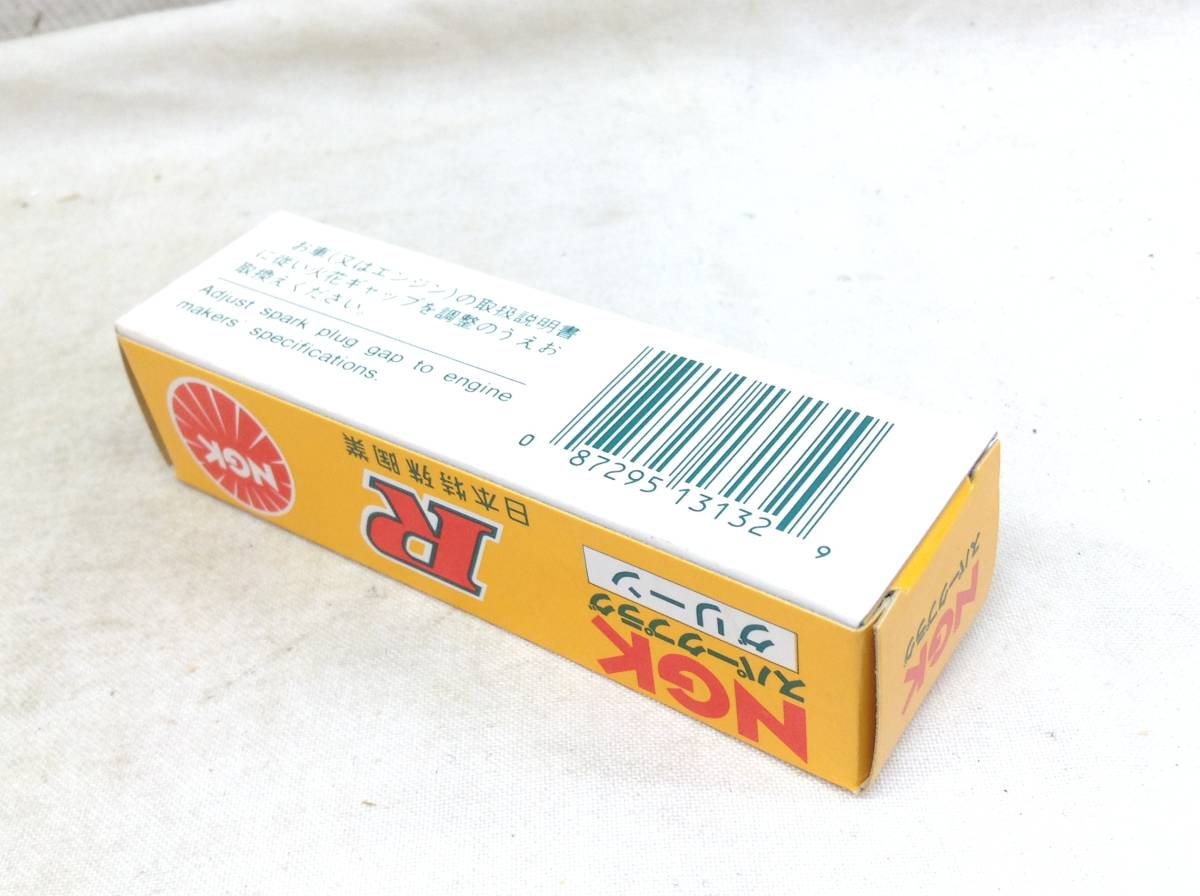 お車(又はエンジン)の取扱説明書
に従い火花ギャップを調整のうえお
取換えください。
Adjust spark plug gap to engine
makers specifications.
0 87295 13132 6
NGK
日本特殊陶業
R
グリーン
スパークプラグ
NGK
NGK
スパークプラグ